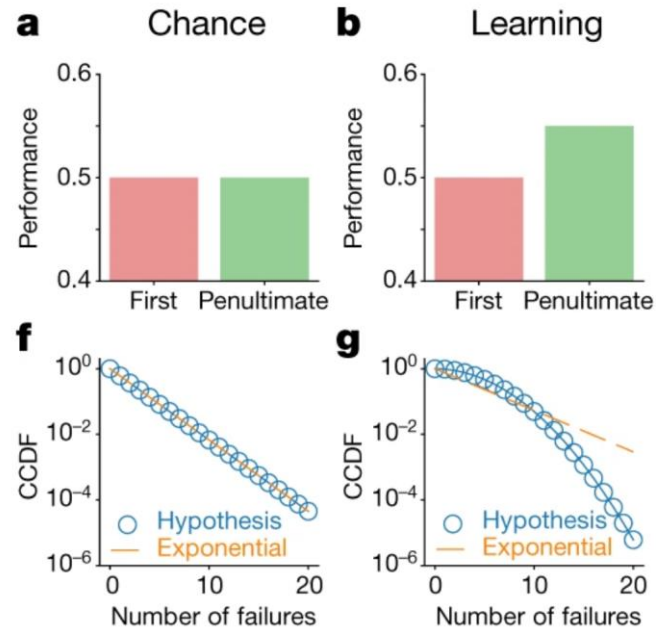 a Chance
b Learning
Performance
0.6
0.5
0.4
First Penultimate
Performance
0.6
0.5
0.4
First Penultimate
f
CCDF
10^0
10^-2
10^-4
10^-6
Hypothesis
Exponential
0 10 20
Number of failures
g
CCDF
10^0
10^-2
10^-4
10^-6
Hypothesis
Exponential
0 10 20
Number of failures